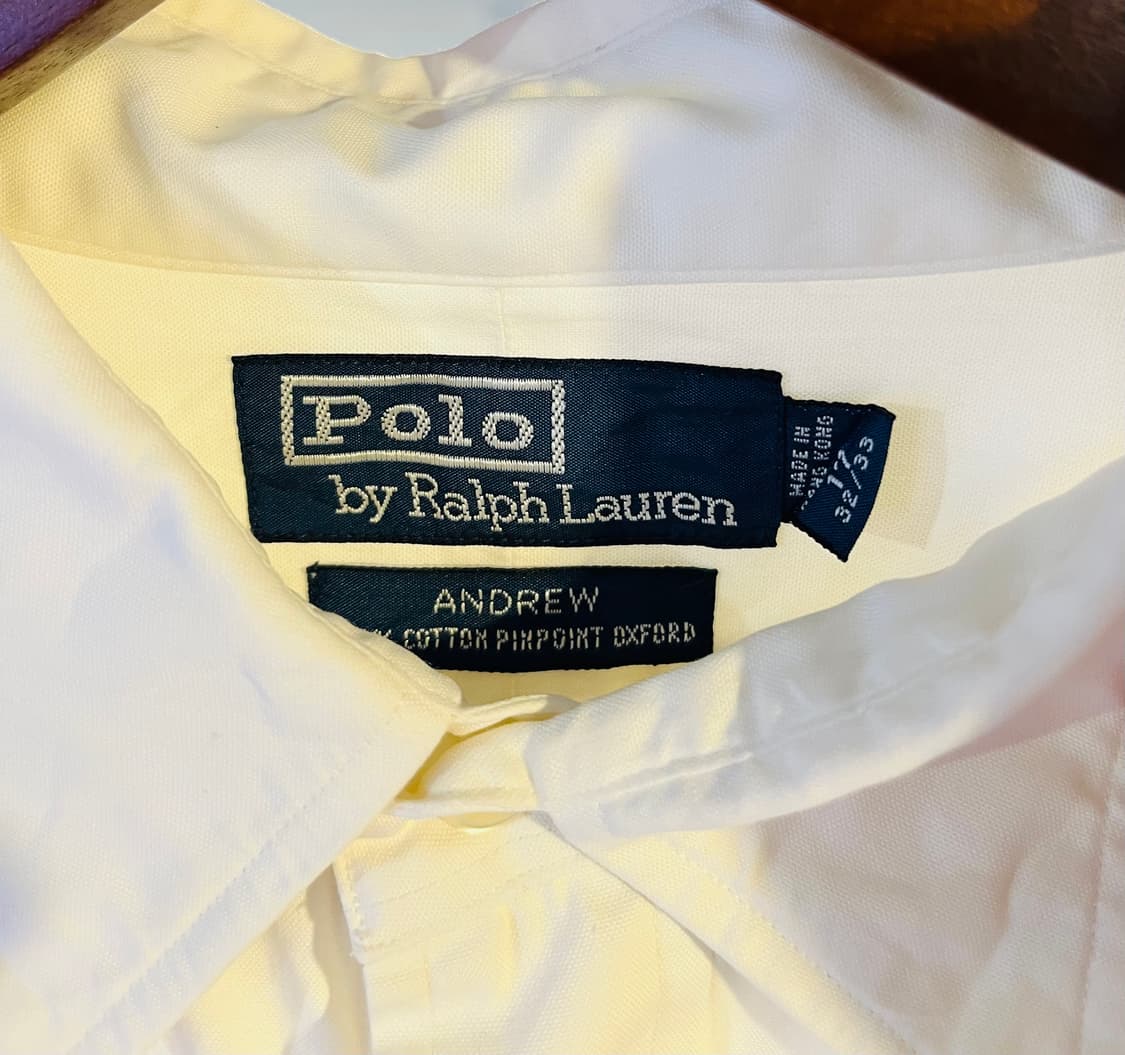 Polo
by Ralph Lauren
MADE IN
HONG KONG
17
32/33
ANDREW
% COTTON PINPOINT OXFORD